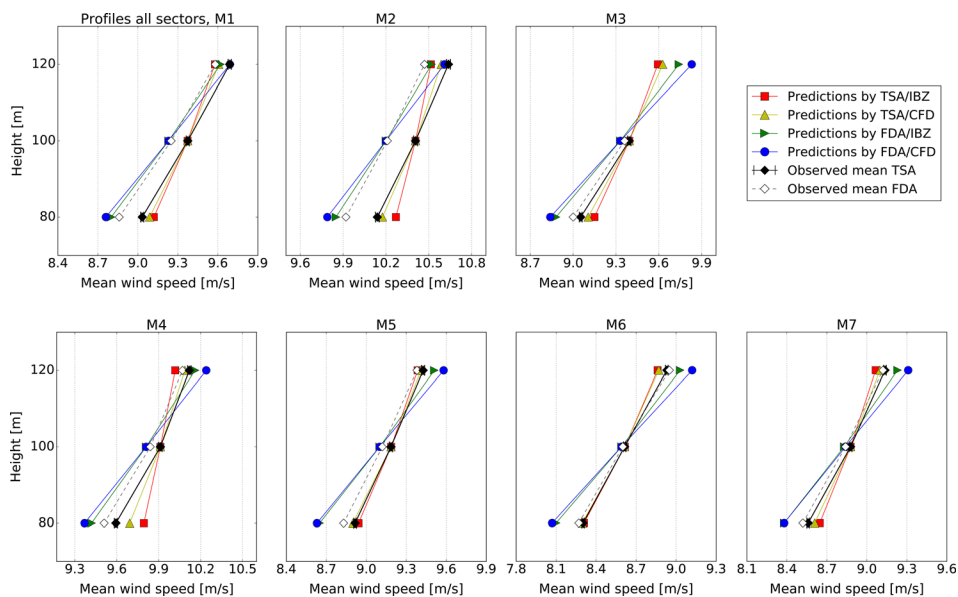 Profiles all sectors, M1
M2
M3
Height [m]
120
100
80
8.4 8.7 9.0 9.3 9.6 9.9
9.6 9.9 10.2 10.5 10.8
8.7 9.0 9.3 9.6 9.9
Mean wind speed [m/s]
Mean wind speed [m/s]
Mean wind speed [m/s]
Predictions by TSA/IBZ
Predictions by TSA/CFD
Predictions by FDA/IBZ
Predictions by FDA/CFD
Observed mean TSA
Observed mean FDA
M4
M5
M6
M7
Height [m]
120
100
80
9.3 9.6 9.9 10.2 10.5
8.4 8.7 9.0 9.3 9.6 9.9
7.8 8.1 8.4 8.7 9.0 9.3
8.4 8.7 9.0 9.3 9.6
Mean wind speed [m/s]
Mean wind speed [m/s]
Mean wind speed [m/s]
Mean wind speed [m/s]